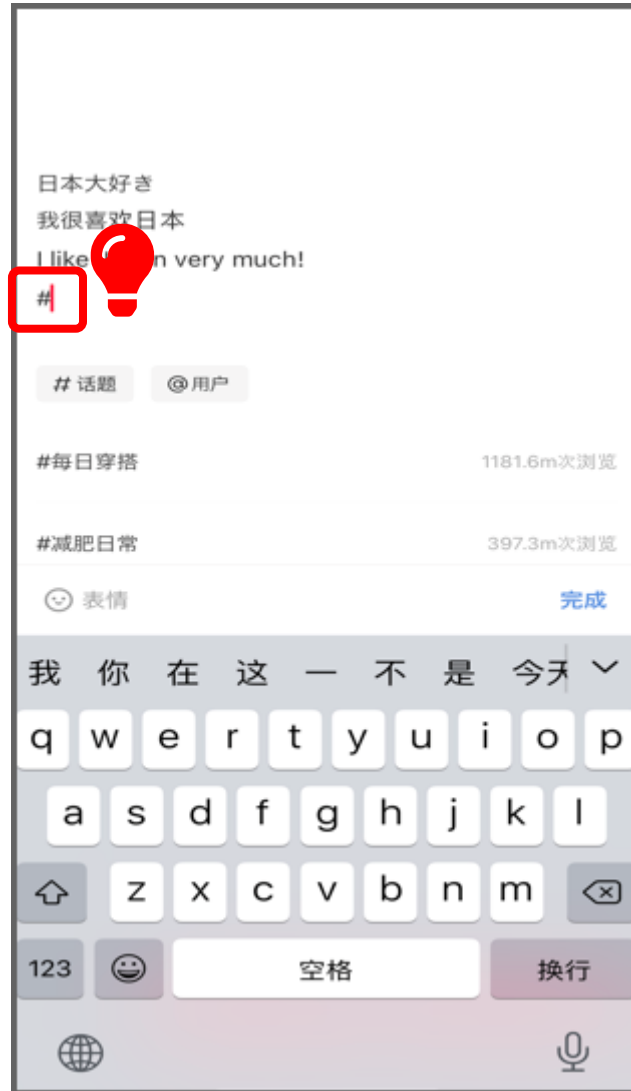 日本大好き
我很喜欢日本
I like n very much!
#
# 话题 @用户
#每日穿搭 1181.6m次浏览
#减肥日常 397.3m次浏览
表情 完成
我 你 在 这 一 不 是 今天
q w e r t y u i o p
a s d f g h j k l
z x c v b n m
123 空格 换行